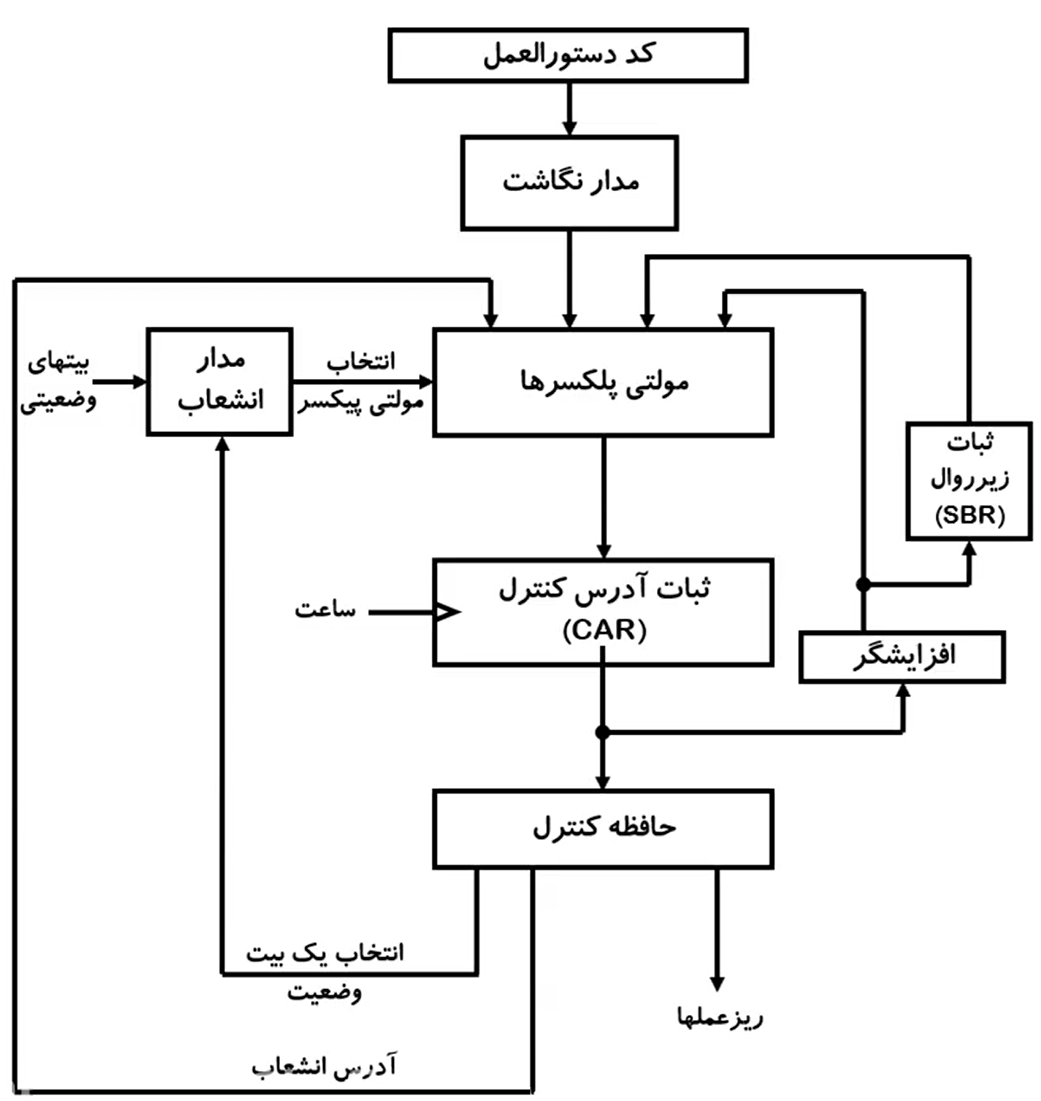 کد دستورالعمل
مدار نگاشت
بیتهای
وضعیتی
مدار
انشعاب
انتخاب
مولتی پیکسر
مولتی پلکسرها
ثبات
زیرروال
(SBR)
ساعت
ثبات آدرس کنترل
(CAR)
افزایشگر
حافظه کنترل
انتخاب یک بیت
وضعیت
ریزعملها
آدرس انشعاب